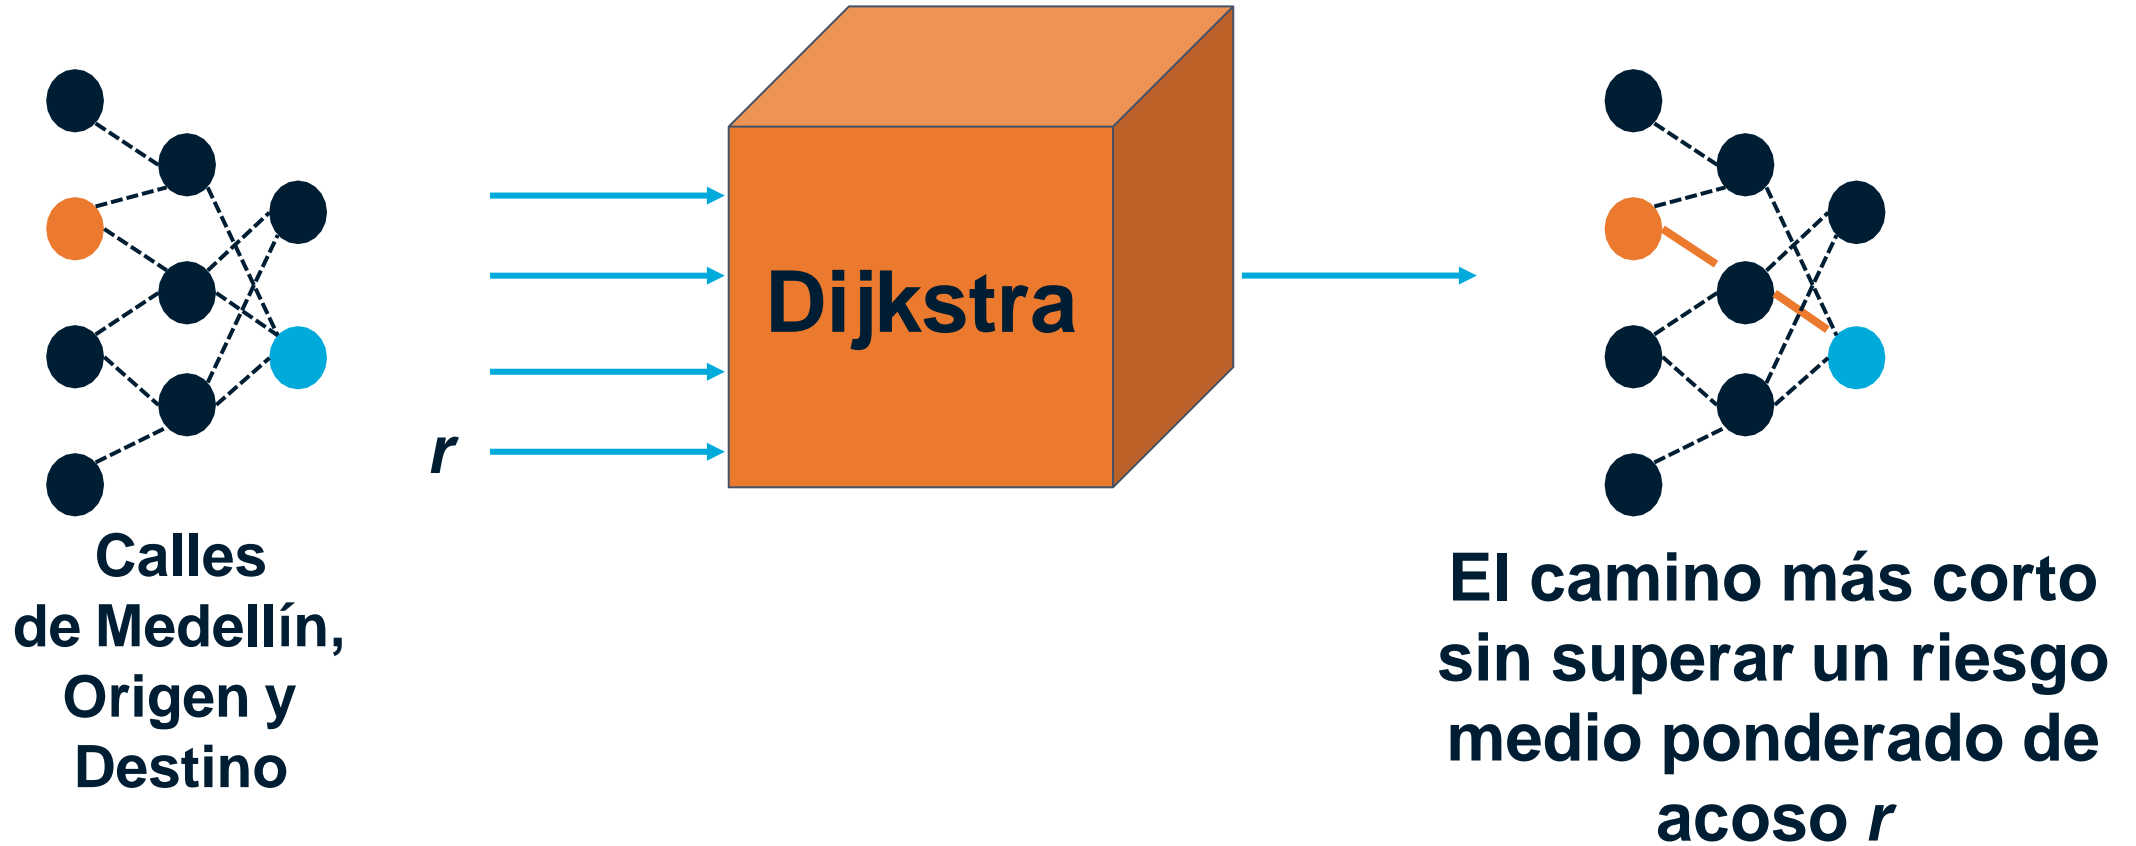 Dijkstra
r
Calles
de Medellín,
Origen y
Destino
El camino más corto
sin superar un riesgo
medio ponderado de
acoso r